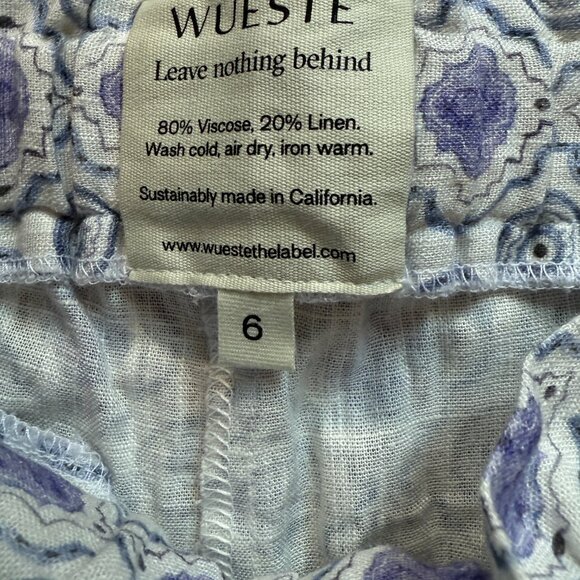 WUESTE
Leave nothing behind
80% Viscose, 20% Linen.
Wash cold, air dry, iron warm.
Sustainably made in California.
www.wuestethelabel.com
6